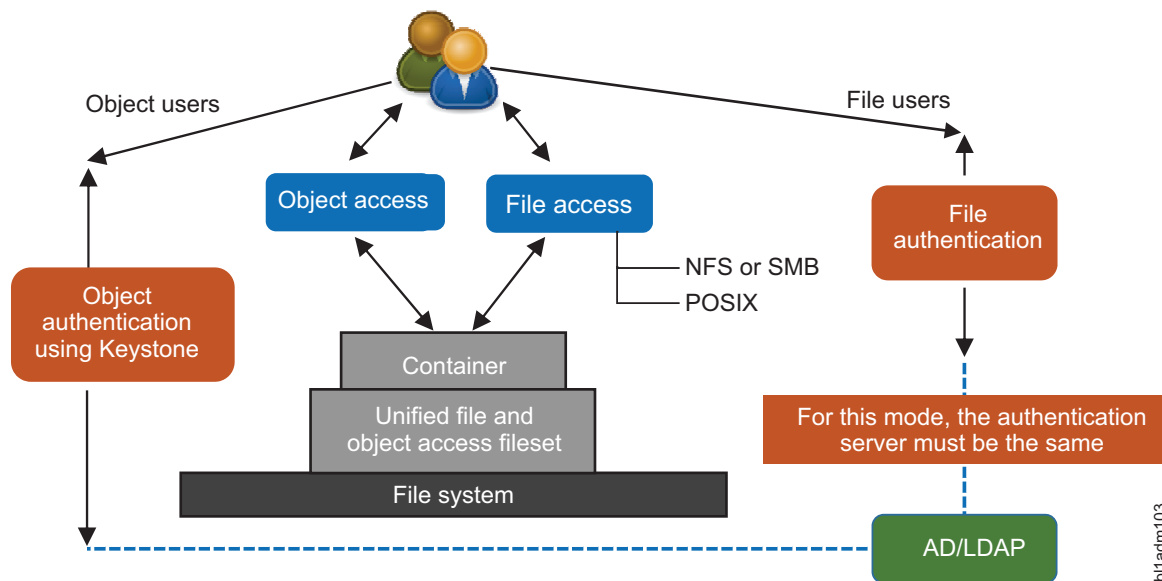 Object users
File users
Object access
File access
File
authentication
NFS or SMB
POSIX
Object
authentication
using Keystone
Container
Unified file and
object access fileset
For this mode, the authentication
server must be the same
File system
AD/LDAP
bl1adm103